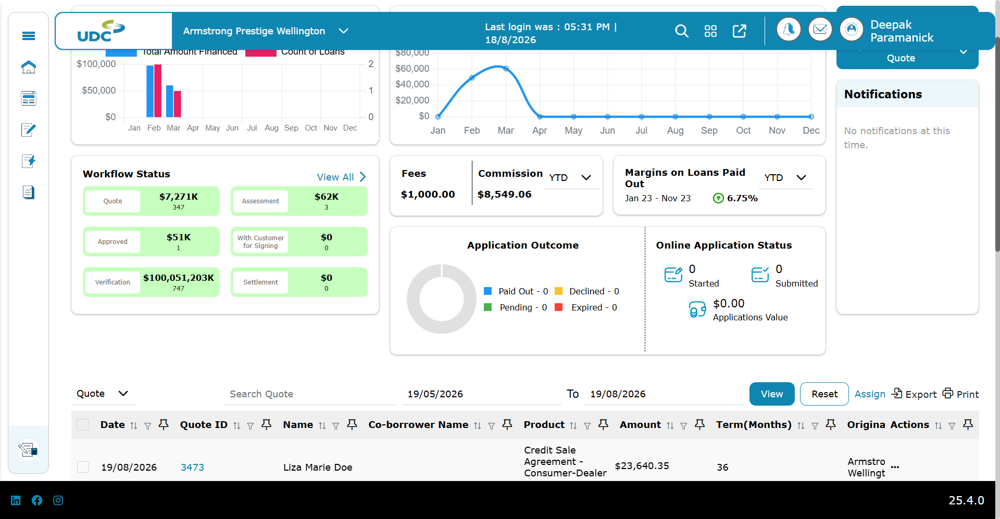 UDC
Armstrong Prestige Wellington
Last login was : 05:31 PM |
18/8/2026
Deepak
Paramanick
Total Amount Financed
Count of Loans
$100,000
$50,000
$0
2
1
0
Jan Feb Mar Apr May Jun Jul Aug Sep Oct Nov Dec
$80,000
$60,000
$40,000
$20,000
$0
Jan Feb Mar Apr May Jun Jul Aug Sep Oct Nov Dec
Quote
Notifications
No notifications at this
time.
Workflow Status
View All
Quote
$7,271K
347
Assessment
$62K
3
Approved
$51K
1
With Customer
for Signing
$0
0
Verification
$100,051,203K
747
Settlement
$0
0
Fees
$1,000.00
Commission
$8,549.06
YTD
Margins on Loans Paid
Out
YTD
Jan 23 - Nov 23
6.75%
Application Outcome
Paid Out - 0
Declined - 0
Pending - 0
Expired - 0
Online Application Status
0
Started
0
Submitted
$0.00
Applications Value
Quote
Search Quote
19/05/2026
To
19/08/2026
View
Reset
Assign
Export
Print
Date Quote ID Name Co-borrower Name Product Amount Term(Months) Origina Actions
19/08/2026
3473
Liza Marie Doe
Credit Sale
Agreement -
Consumer-Dealer
$23,640.35
36
Armstro
Wellingt
25.4.0